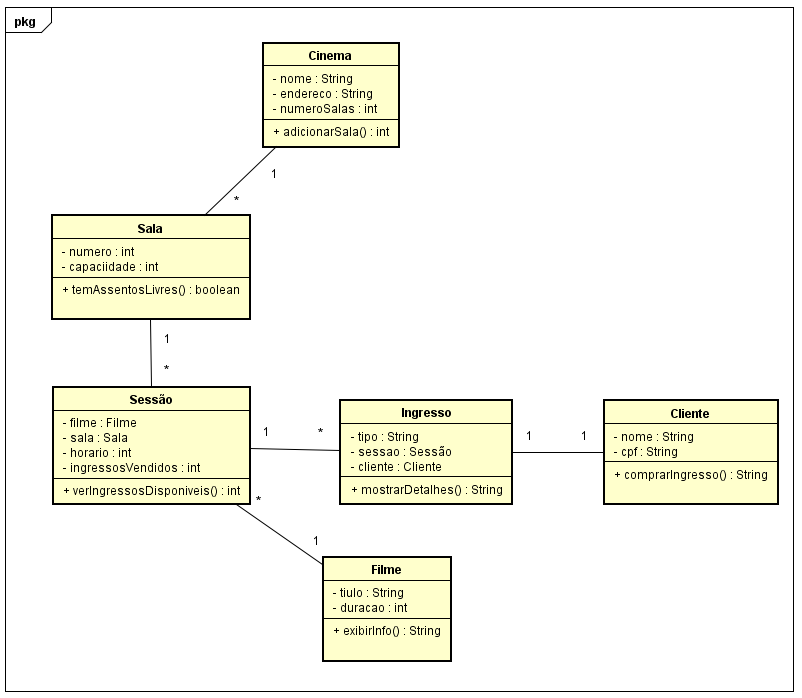 pkg
Cinema
- nome : String
- endereco : String
- numeroSalas : int
+ adicionarSala() : int
1
*
Sala
- numero : int
- capaciidade : int
+ temAssentosLivres() : boolean
1
*
Sessão
- filme : Filme
- sala : Sala
- horario : int
- ingressosVendidos : int
+ verIngressosDisponiveis() : int
1
*
Ingresso
- tipo : String
- sessao : Sessão
- cliente : Cliente
+ mostrarDetalhes() : String
1
1
Cliente
- nome : String
- cpf : String
+ comprarIngresso() : String
*
1
Filme
- tiulo : String
- duracao : int
+ exibirInfo() : String